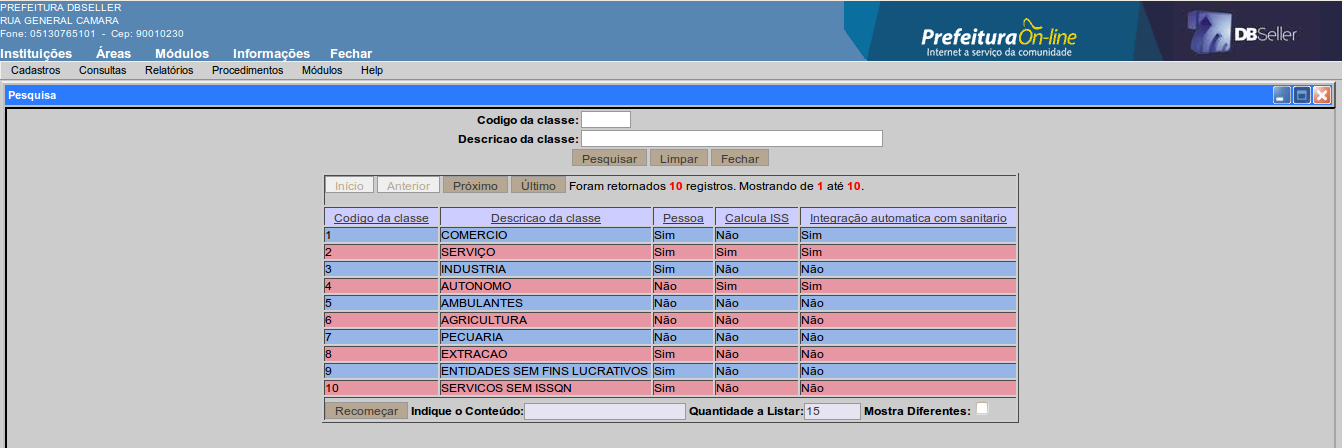 PREFEITURA DBSELLER
RUA GENERAL CAMARA
Fone: 05130765101 - Cep: 90010230
Prefeitura On-line
Internet a serviço da comunidade
DBSeller
Instituições Áreas Módulos Informações Fechar
Cadastros Consultas Relatórios Procedimentos Módulos Help
Pesquisa
Codigo da classe:
Descricao da classe:
Pesquisar Limpar Fechar
Início Anterior Próximo Último Foram retornados 10 registros. Mostrando de 1 até 10.
Codigo da classe Descricao da classe Pessoa Calcula ISS Integração automatica com sanitario
1 COMERCIO Sim Não Sim
2 SERVIÇO Sim Sim Sim
3 INDUSTRIA Sim Não Não
4 AUTONOMO Não Sim Sim
5 AMBULANTES Não Não Não
6 AGRICULTURA Não Não Não
7 PECUARIA Não Não Não
8 EXTRACAO Sim Não Não
9 ENTIDADES SEM FINS LUCRATIVOS Sim Não Não
10 SERVICOS SEM ISSQN Sim Não Não
Recomeçar Indique o Conteúdo: Quantidade a Listar: 15 Mostra Diferentes: